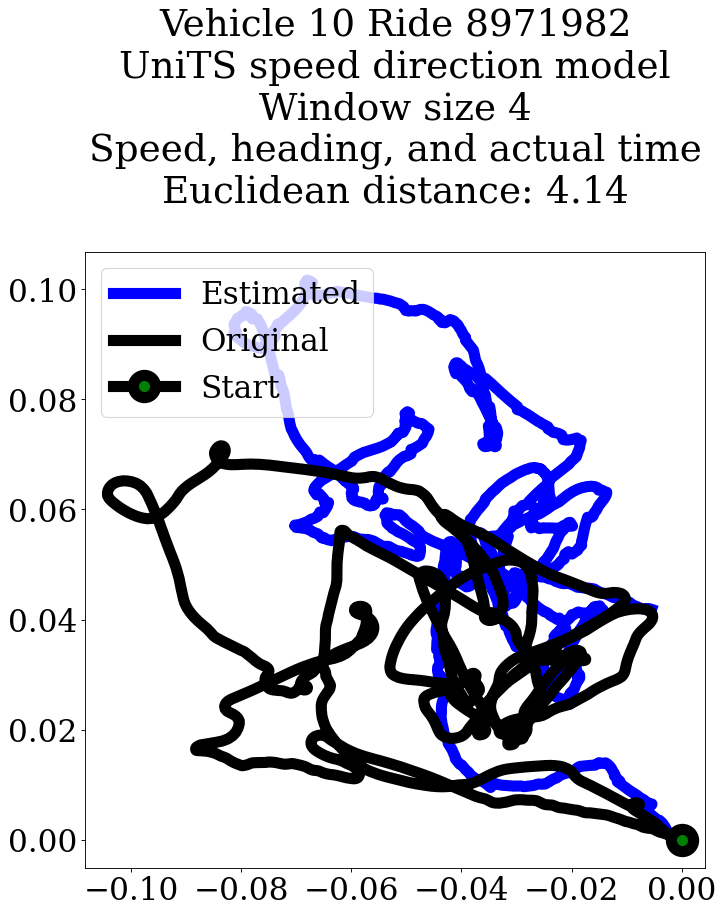 Vehicle 10 Ride 8971982
UniTS speed direction model
Window size 4
Speed, heading, and actual time
Euclidean distance: 4.14
Estimated
Original
Start
0.10
0.08
0.06
0.04
0.02
0.00
−0.10
−0.08
−0.06
−0.04
−0.02
0.00